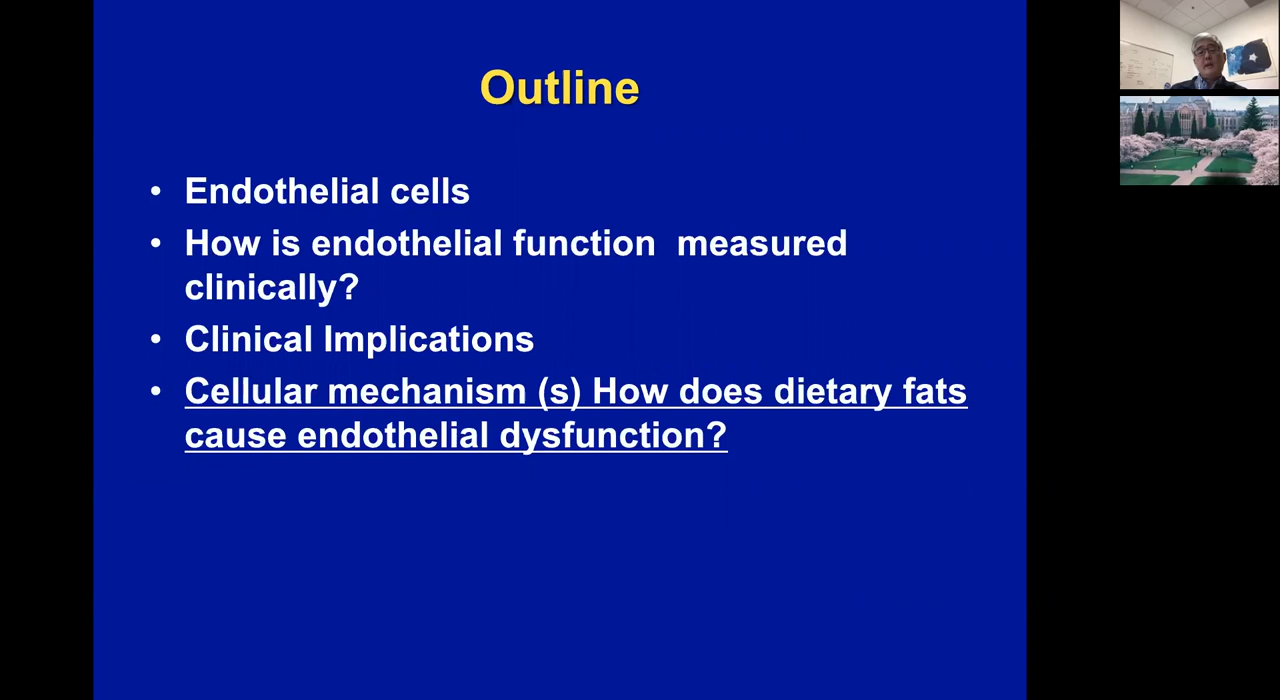 Outline
• Endothelial cells
• How is endothelial function  measured
clinically?
• Clinical Implications
• Cellular mechanism (s) How does dietary fats
cause endothelial dysfunction?